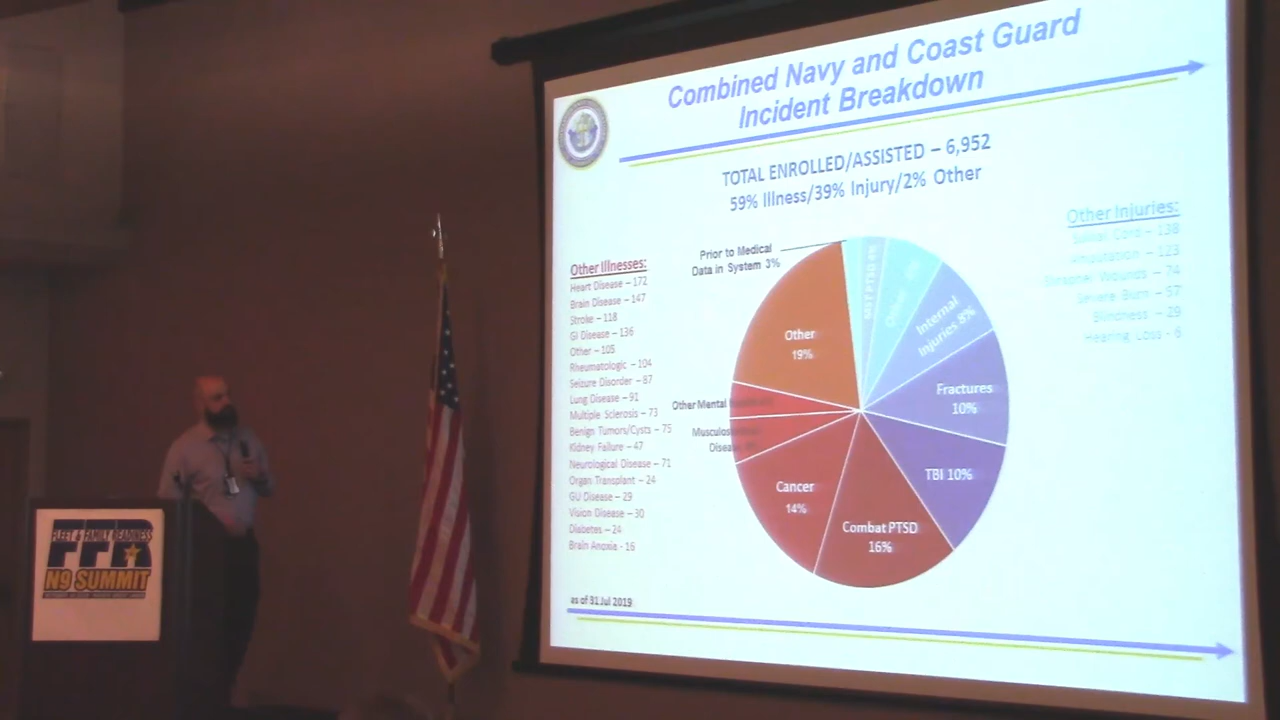 Combined Navy and Coast Guard
Incident Breakdown
TOTAL ENROLLED/ASSISTED – 6,952
59% Illness/39% Injury/2% Other
Prior to Medical
Data in System 3%
Other Illnesses:
Heart Disease – 172
Brain Disease – 147
Stroke – 118
GI Disease – 136
Other – 105
Rheumatologic – 104
Seizure Disorder – 87
Lung Disease – 91
Multiple Sclerosis – 73
Benign Tumors/Cysts – 75
Kidney Failure – 47
Neurological Disease – 71
Organ Transplant – 24
GU Disease – 29
Vision Disease – 30
Diabetes – 24
Brain Anoxia - 16
Other
19%
Other Mental
Disease
Cancer
14%
Combat PTSD
16%
TBI 10%
Fractures
10%
Internal
Injuries 8%
Other Injuries:
Spinal Cord – 138
Amputation – 123
Wounds – 74
Severe Burn – 57
Blindness – 29
Hearing Loss - 6
as of 31 Jul 2019
FLEET & FAMILY READINESS
FFR
N9 SUMMIT